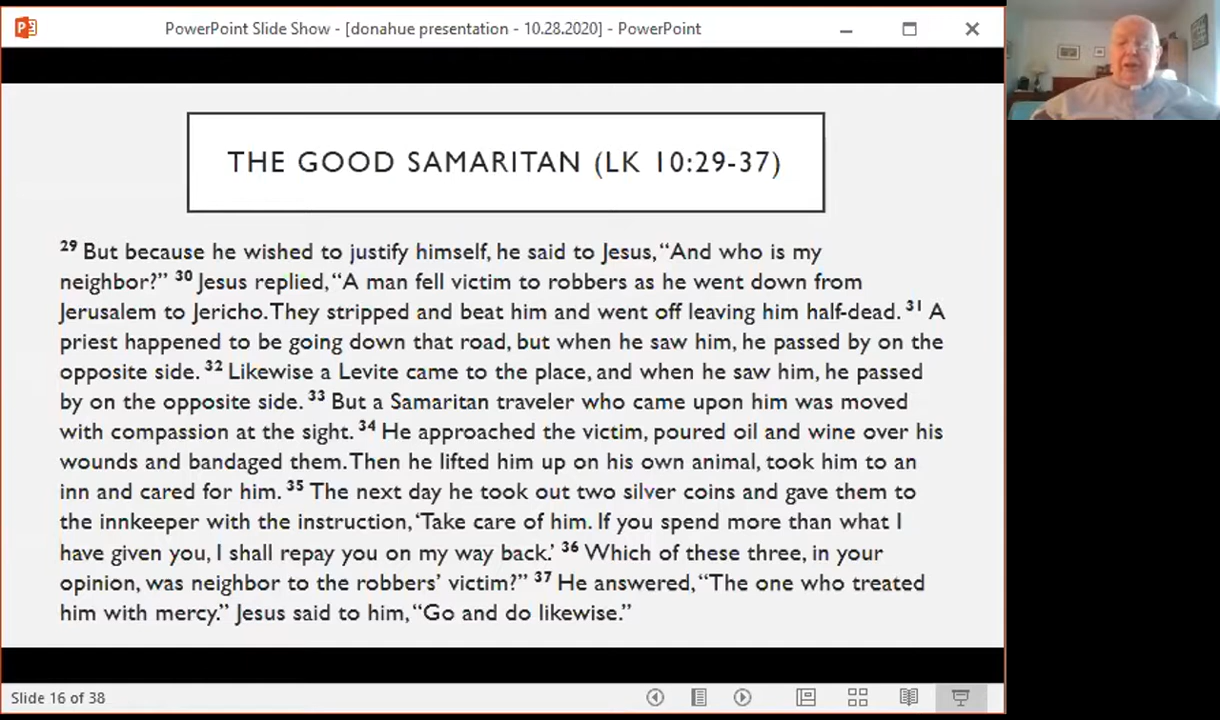 PowerPoint Slide Show - [donahue presentation - 10.28.2020] - PowerPoint
THE GOOD SAMARITAN (LK 10:29-37)
29 But because he wished to justify himself, he said to Jesus, “And who is my
neighbor?” 30 Jesus replied, “A man fell victim to robbers as he went down from
Jerusalem to Jericho. They stripped and beat him and went off leaving him half-dead. 31 A
priest happened to be going down that road, but when he saw him, he passed by on the
opposite side. 32 Likewise a Levite came to the place, and when he saw him, he passed
by on the opposite side. 33 But a Samaritan traveler who came upon him was moved
with compassion at the sight. 34 He approached the victim, poured oil and wine over his
wounds and bandaged them. Then he lifted him up on his own animal, took him to an
inn and cared for him. 35 The next day he took out two silver coins and gave them to
the innkeeper with the instruction, ‘Take care of him. If you spend more than what I
have given you, I shall repay you on my way back.’ 36 Which of these three, in your
opinion, was neighbor to the robbers’ victim?” 37 He answered, “The one who treated
him with mercy.” Jesus said to him, “Go and do likewise.”
Slide 16 of 38